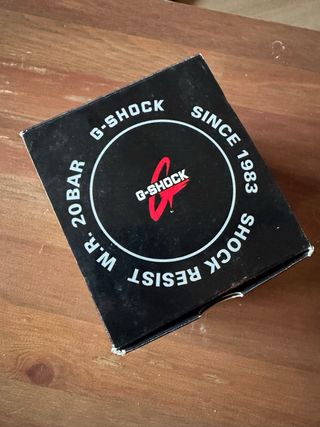 G-SHOCK
SINCE 1983
SHOCK RESIST
W.R. 20BAR
G-SHOCK